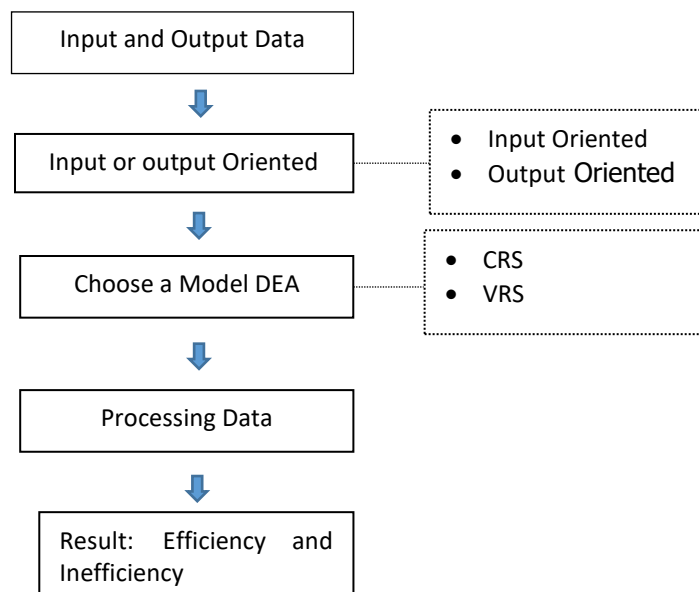 Input and Output Data
Input or output Oriented
• Input Oriented
• Output Oriented
Choose a Model DEA
• CRS
• VRS
Processing Data
Result: Efficiency and
Inefficiency